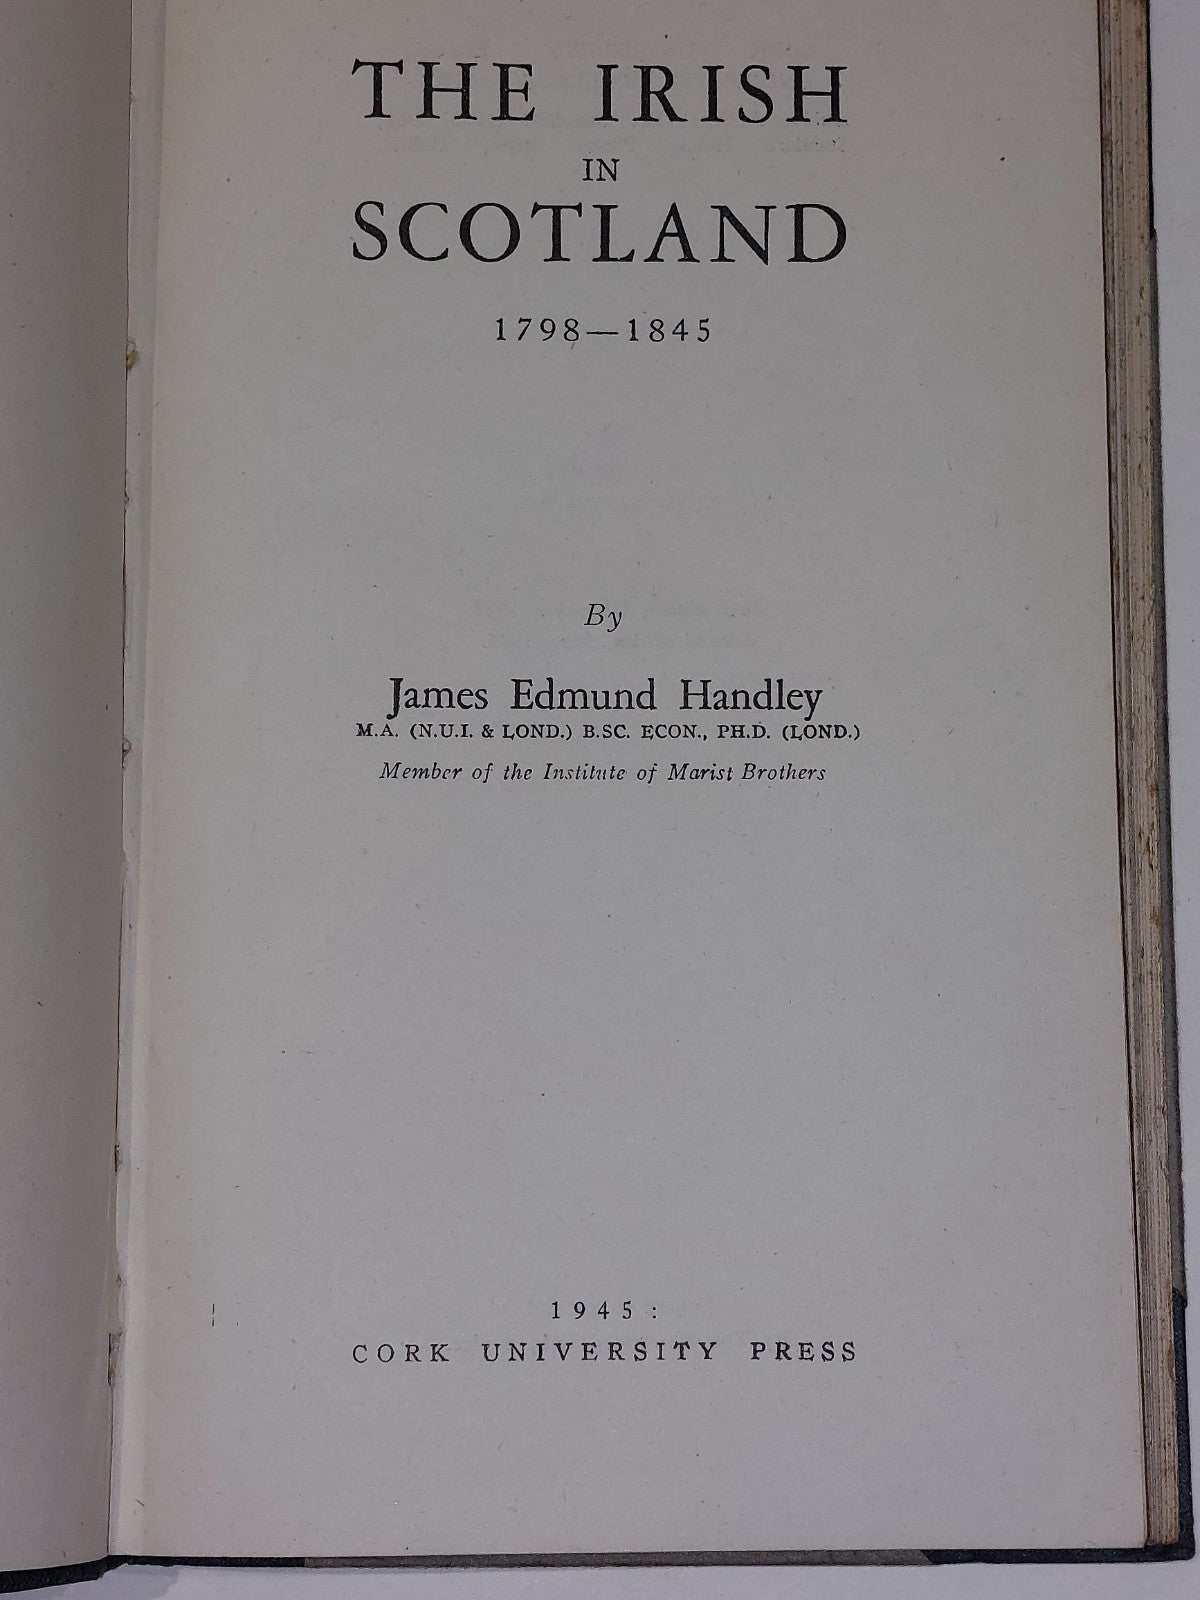 THE IRISH
IN
SCOTLAND
1798—1845
By
James Edmund Handley
M.A. (N.U.I. & LOND.) B.SC. ECON., PH.D. (LOND.)
Member of the Institute of Marist Brothers
1945:
CORK UNIVERSITY PRESS